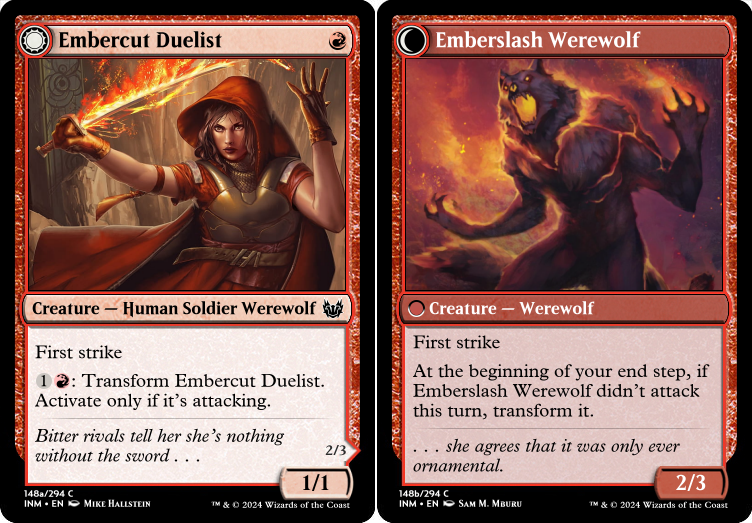 Embercut Duelist
Creature — Human Soldier Werewolf
First strike
1 : Transform Embercut Duelist.
Activate only if it's attacking.
Bitter rivals tell her she's nothing
without the sword . . .
2/3
1/1
148a/294 C
INM • EN Mike Hallstein
™ & © 2024 Wizards of the Coast
Emberslash Werewolf
Creature — Werewolf
First strike
At the beginning of your end step, if
Emberslash Werewolf didn't attack
this turn, transform it.
. . . she agrees that it was only ever
ornamental.
2/3
148b/294 C
INM • EN Sam M. Mburu
™ & © 2024 Wizards of the Coast